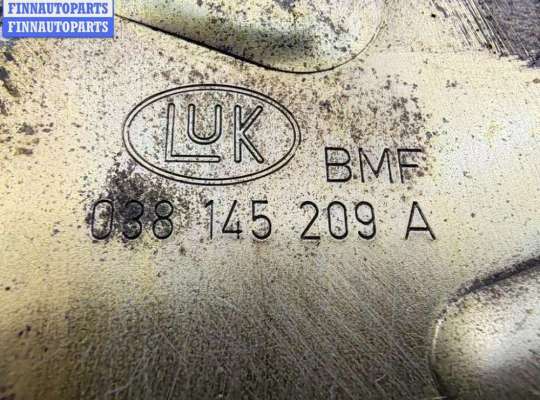 FINNAUTOPARTS
FINNAUTOPARTS
LUK
BMF
038 145 209 A